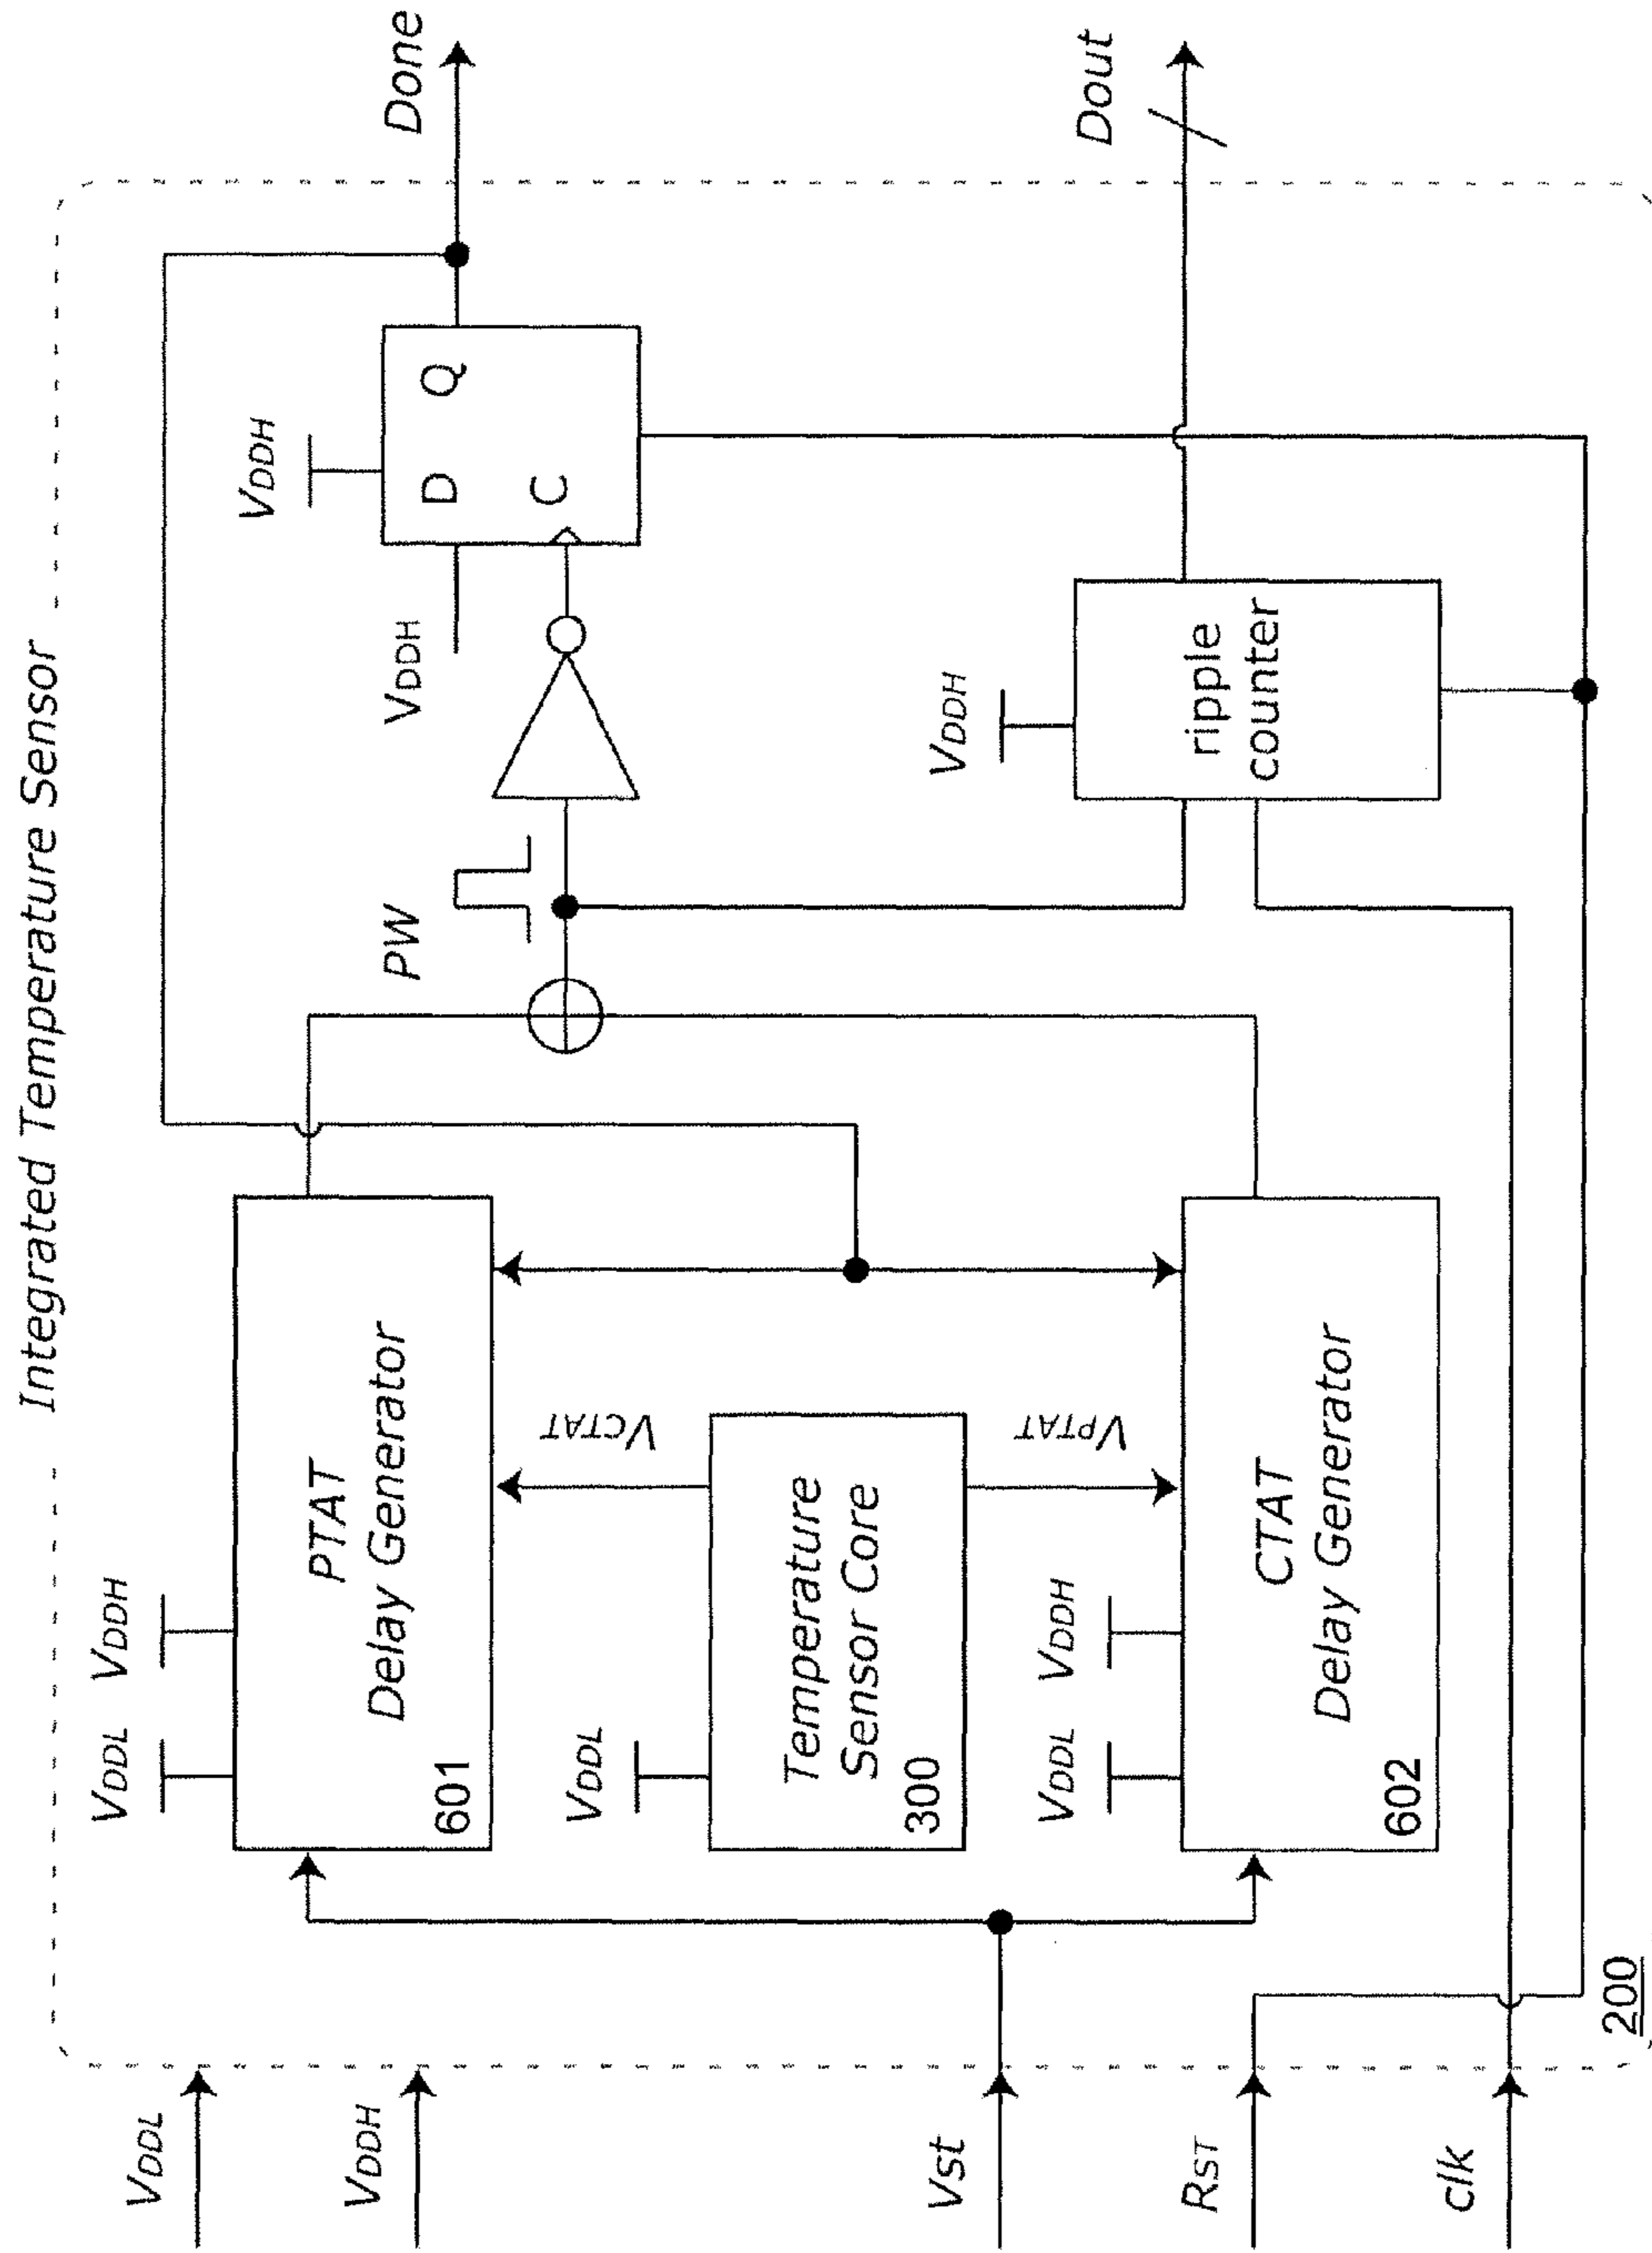 Integrated Temperature Sensor
VDDL
VDDH
Vst
RST
clk
VDDL VDDH
PTAT
Delay Generator
601
VCTAT
VDDL
Temperature
Sensor Core
300
VPTAT
VDDL VDDH
CTAT
Delay Generator
602
PW
VDDH
VDDH
D Q
C
VDDH
ripple
counter
Done
Dout
200